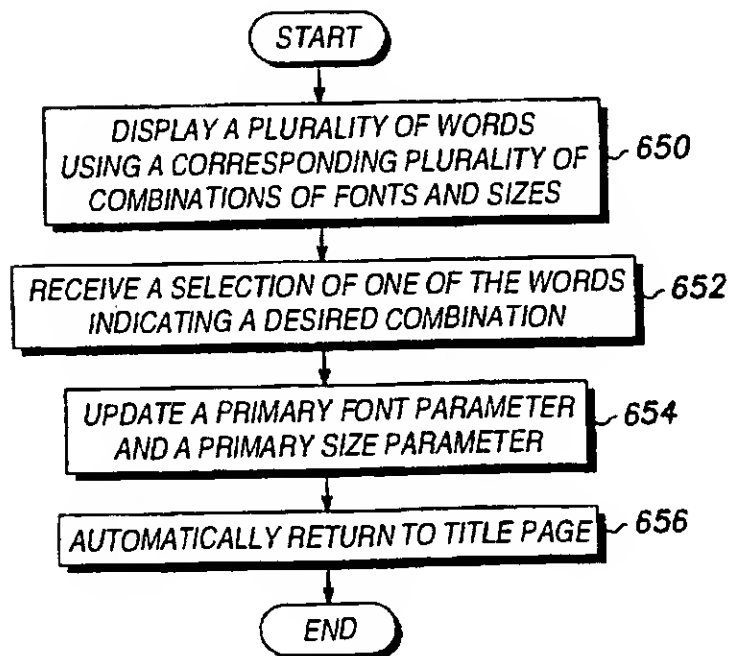 START
DISPLAY A PLURALITY OF WORDS
USING A CORRESPONDING PLURALITY OF
COMBINATIONS OF FONTS AND SIZES
650
RECEIVE A SELECTION OF ONE OF THE WORDS
INDICATING A DESIRED COMBINATION
652
UPDATE A PRIMARY FONT PARAMETER
AND A PRIMARY SIZE PARAMETER
654
AUTOMATICALLY RETURN TO TITLE PAGE
656
END